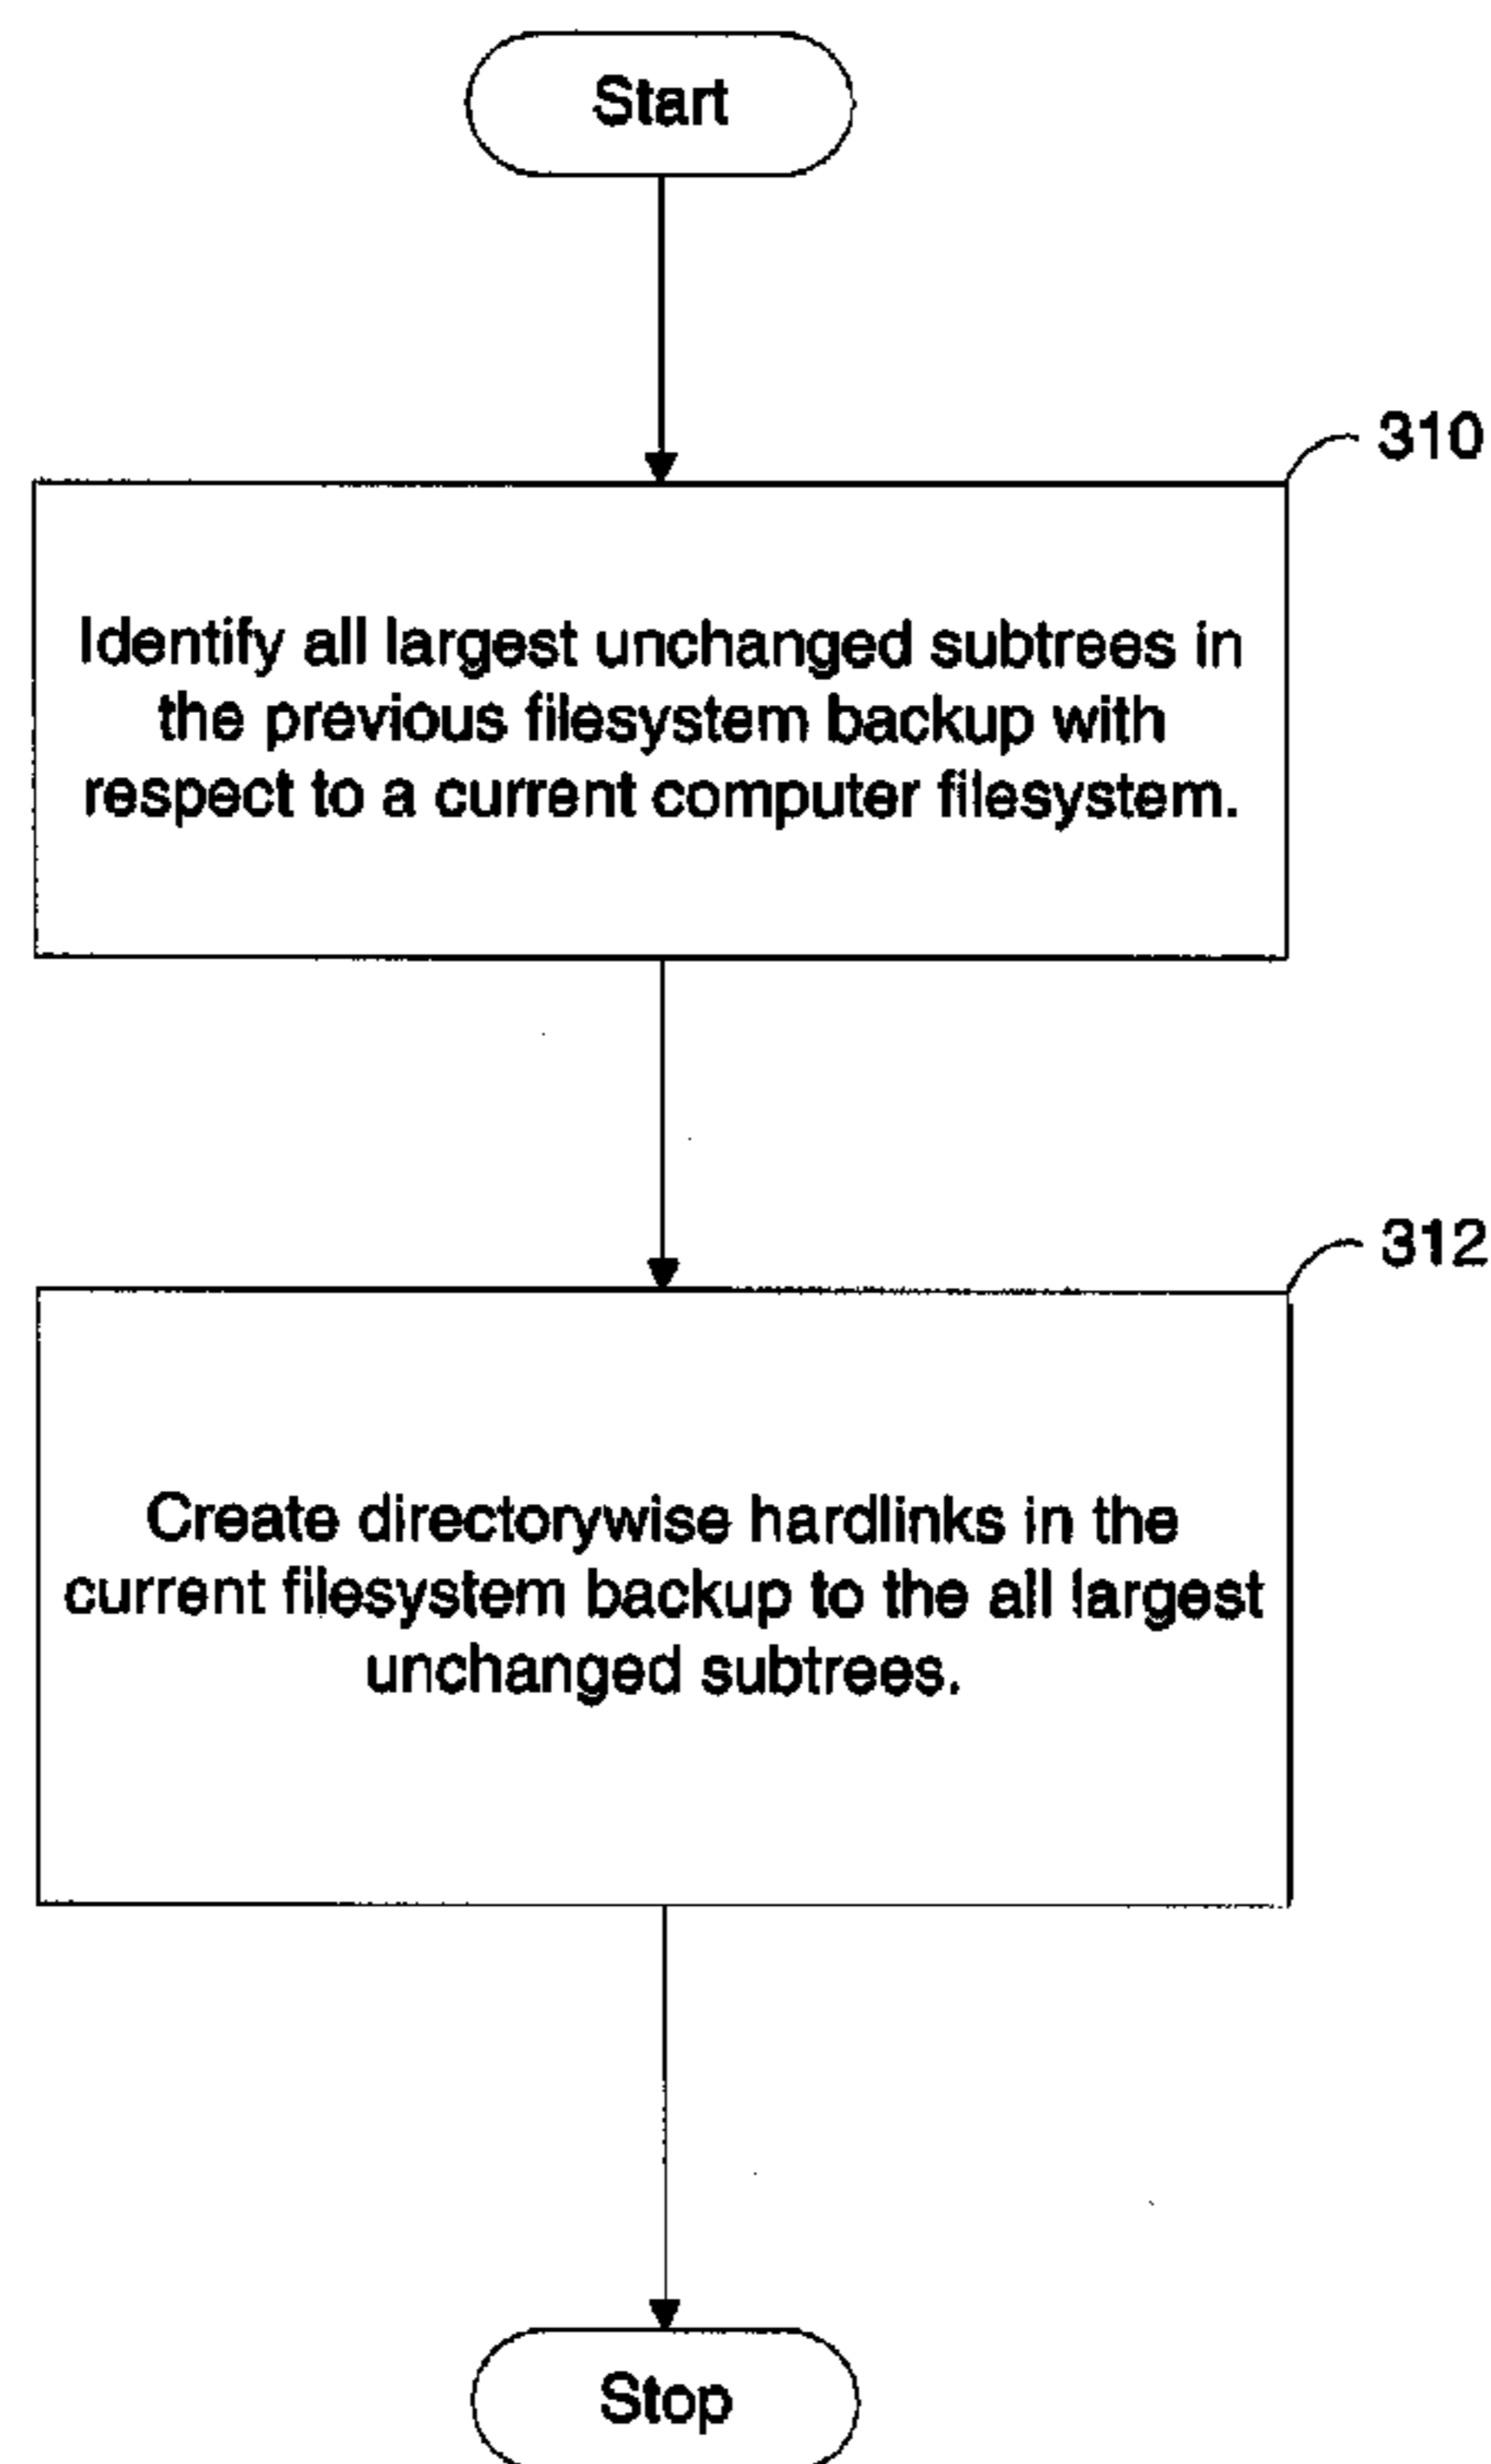 Start
310
Identify all largest unchanged subtrees in
the previous filesystem backup with
respect to a current computer filesystem.
312
Create directorywise hardlinks in the
current filesystem backup to the all largest
unchanged subtrees.
Stop